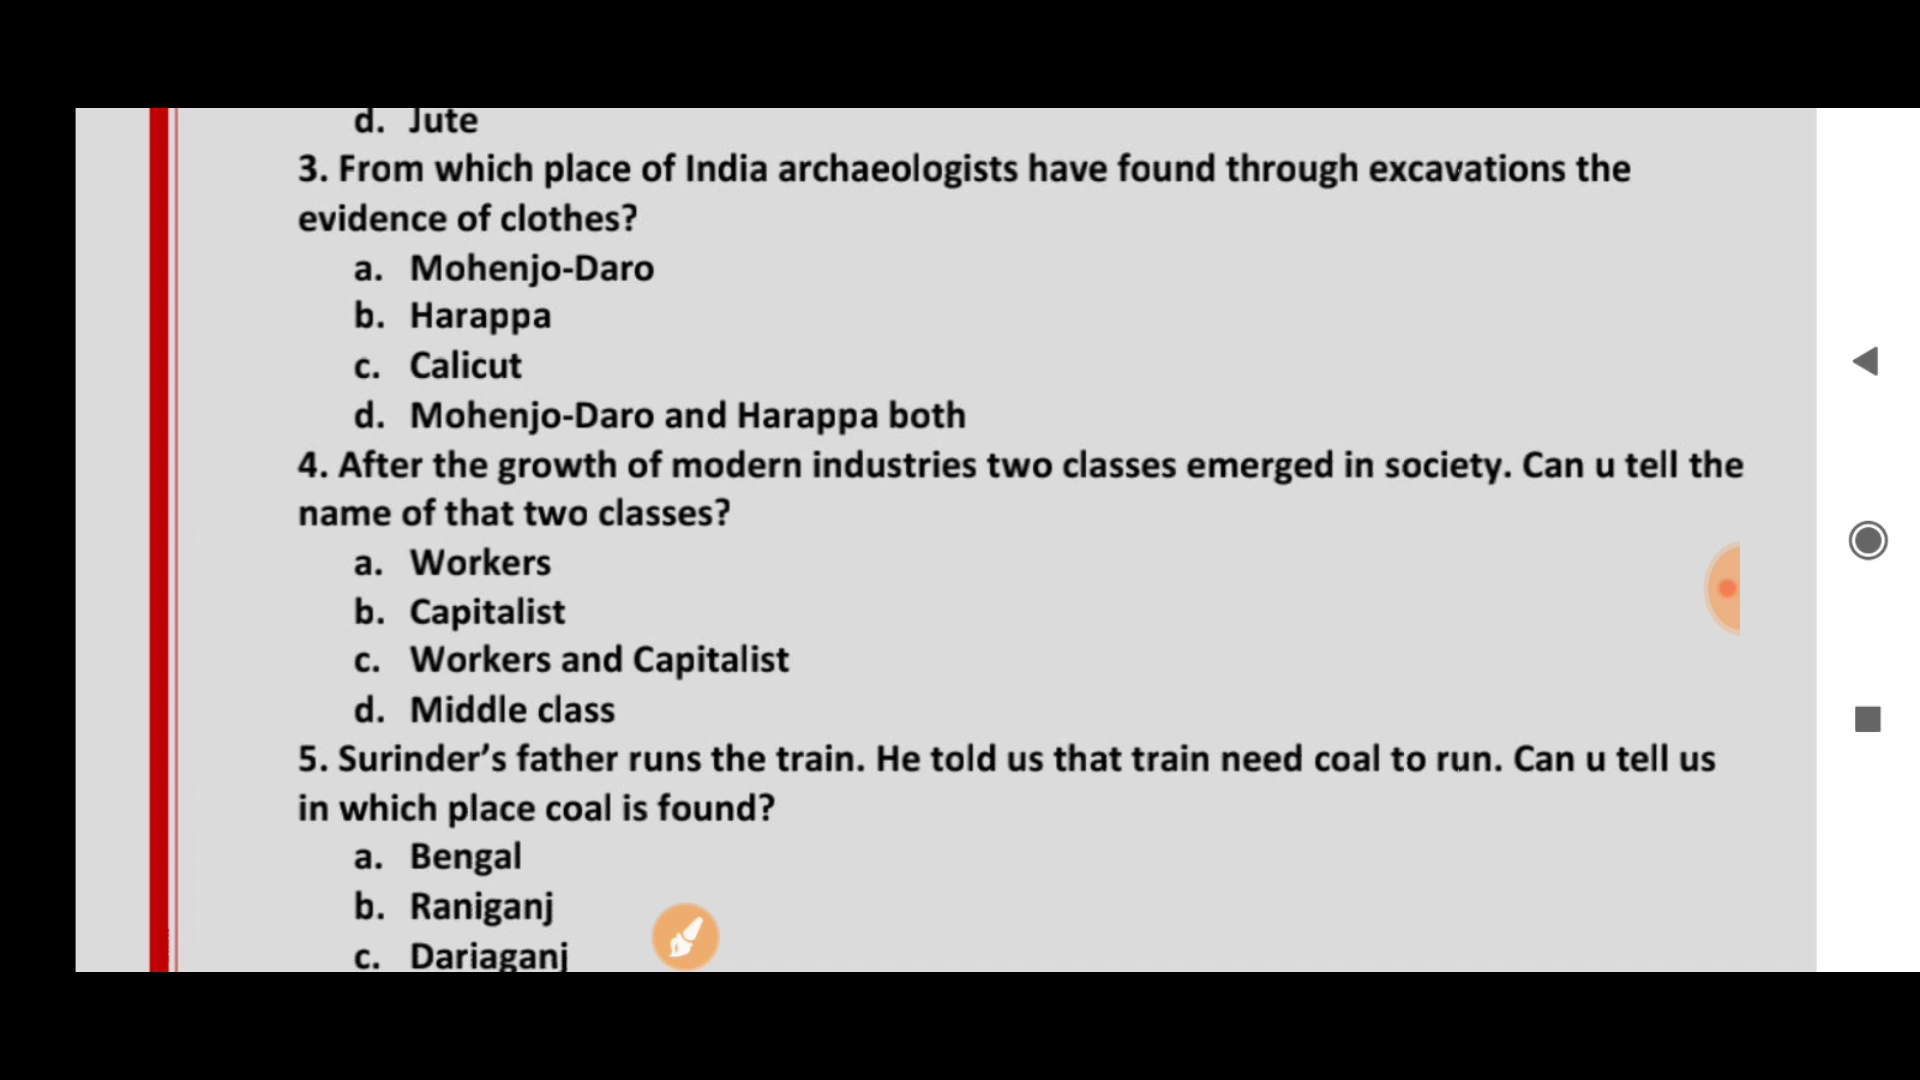 d. Jute
3. From which place of India archaeologists have found through excavations the
evidence of clothes?
a. Mohenjo-Daro
b. Harappa
c. Calicut
d. Mohenjo-Daro and Harappa both
4. After the growth of modern industries two classes emerged in society. Can u tell the
name of that two classes?
a. Workers
b. Capitalist
c. Workers and Capitalist
d. Middle class
5. Surinder’s father runs the train. He told us that train need coal to run. Can u tell us
in which place coal is found?
a. Bengal
b. Raniganj
c. Dariaganj